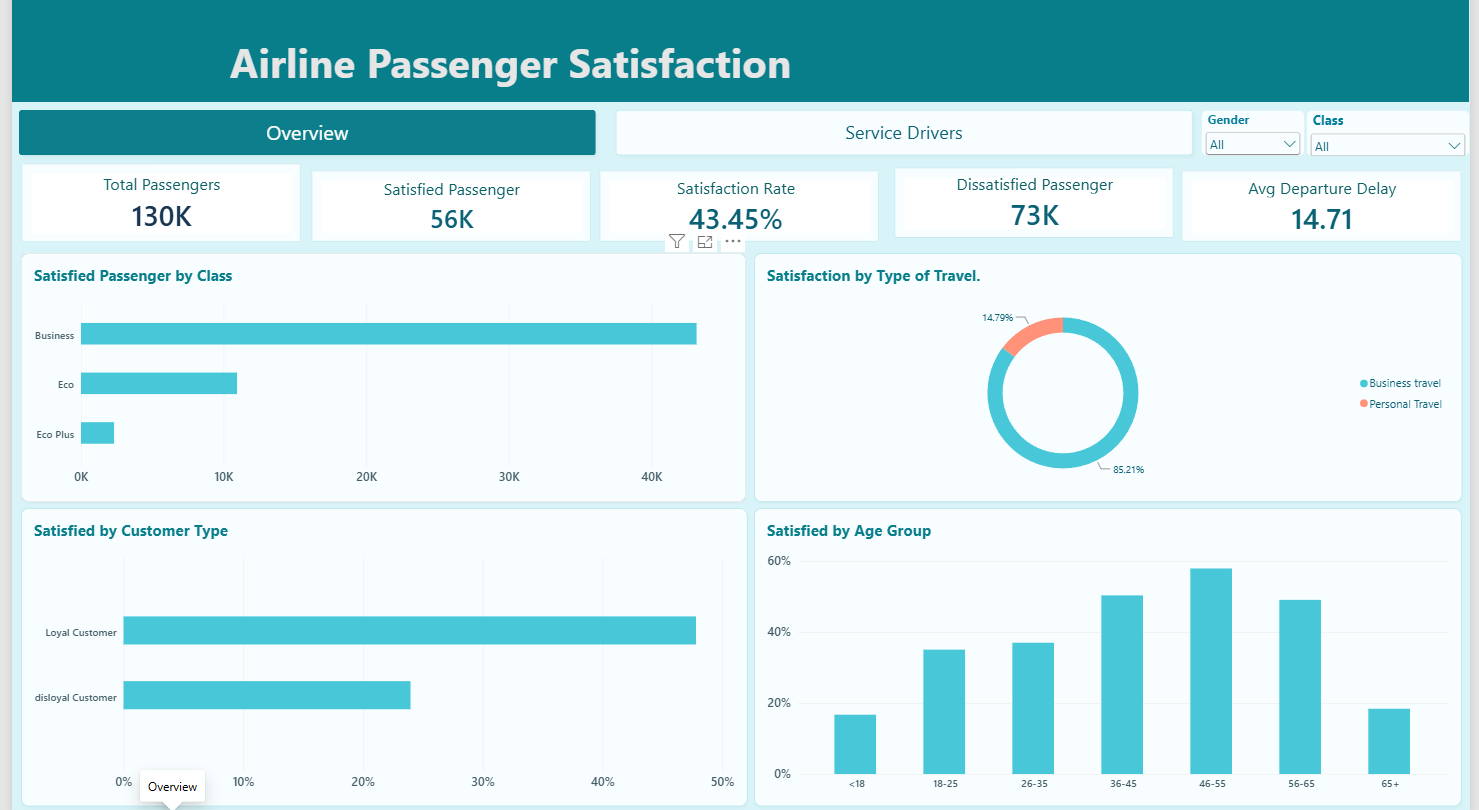 Airline Passenger Satisfaction
Overview
Service Drivers
Gender
All
Class
All
Total Passengers
130K
Satisfied Passenger
56K
Satisfaction Rate
43.45%
Dissatisfied Passenger
73K
Avg Departure Delay
14.71
Satisfied Passenger by Class
Business
Eco
Eco Plus
0K 10K 20K 30K 40K
Satisfaction by Type of Travel.
14.79%
85.21%
Business travel
Personal Travel
Satisfied by Customer Type
Loyal Customer
disloyal Customer
0% 10% 20% 30% 40% 50%
Overview
Satisfied by Age Group
60%
40%
20%
0%
<18 18-25 26-35 36-45 46-55 56-65 65+